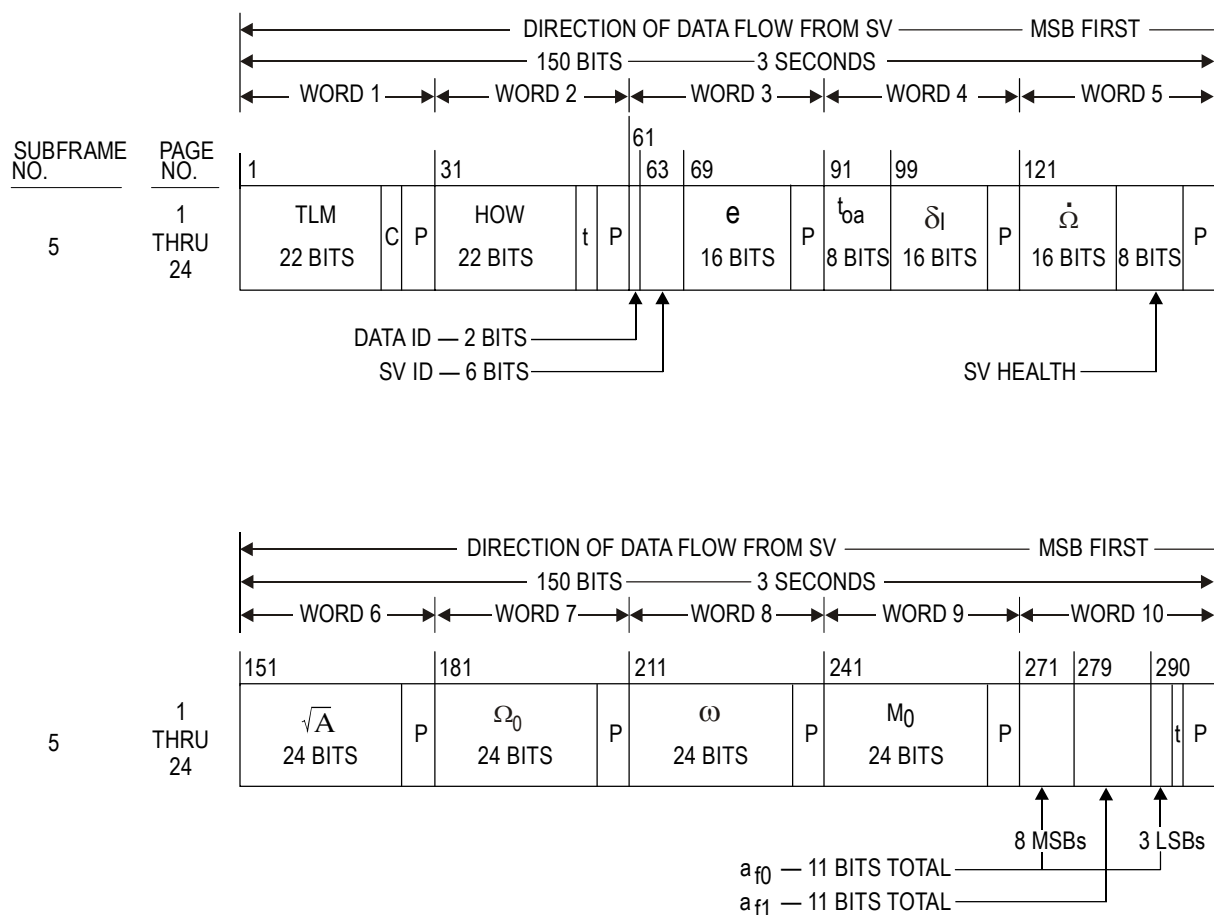 DIRECTION OF DATA FLOW FROM SV MSB FIRST
150 BITS 3 SECONDS
WORD 1 WORD 2 WORD 3 WORD 4 WORD 5
SUBFRAME NO. PAGE NO.
61
1 31 63 69 91 99 121
5
1 THRU 24
TLM 22 BITS
C
P
HOW 22 BITS
t
P
e 16 BITS
P
toa 8 BITS
δI 16 BITS
P
Ω̇ 16 BITS
8 BITS
P
DATA ID — 2 BITS
SV ID — 6 BITS
SV HEALTH
DIRECTION OF DATA FLOW FROM SV MSB FIRST
150 BITS 3 SECONDS
WORD 6 WORD 7 WORD 8 WORD 9 WORD 10
151 181 211 241 271 279 290
5
1 THRU 24
√A 24 BITS
P
Ω0 24 BITS
P
ω 24 BITS
P
M0 24 BITS
P
t
P
8 MSBs 3 LSBs
af0 — 11 BITS TOTAL
af1 — 11 BITS TOTAL